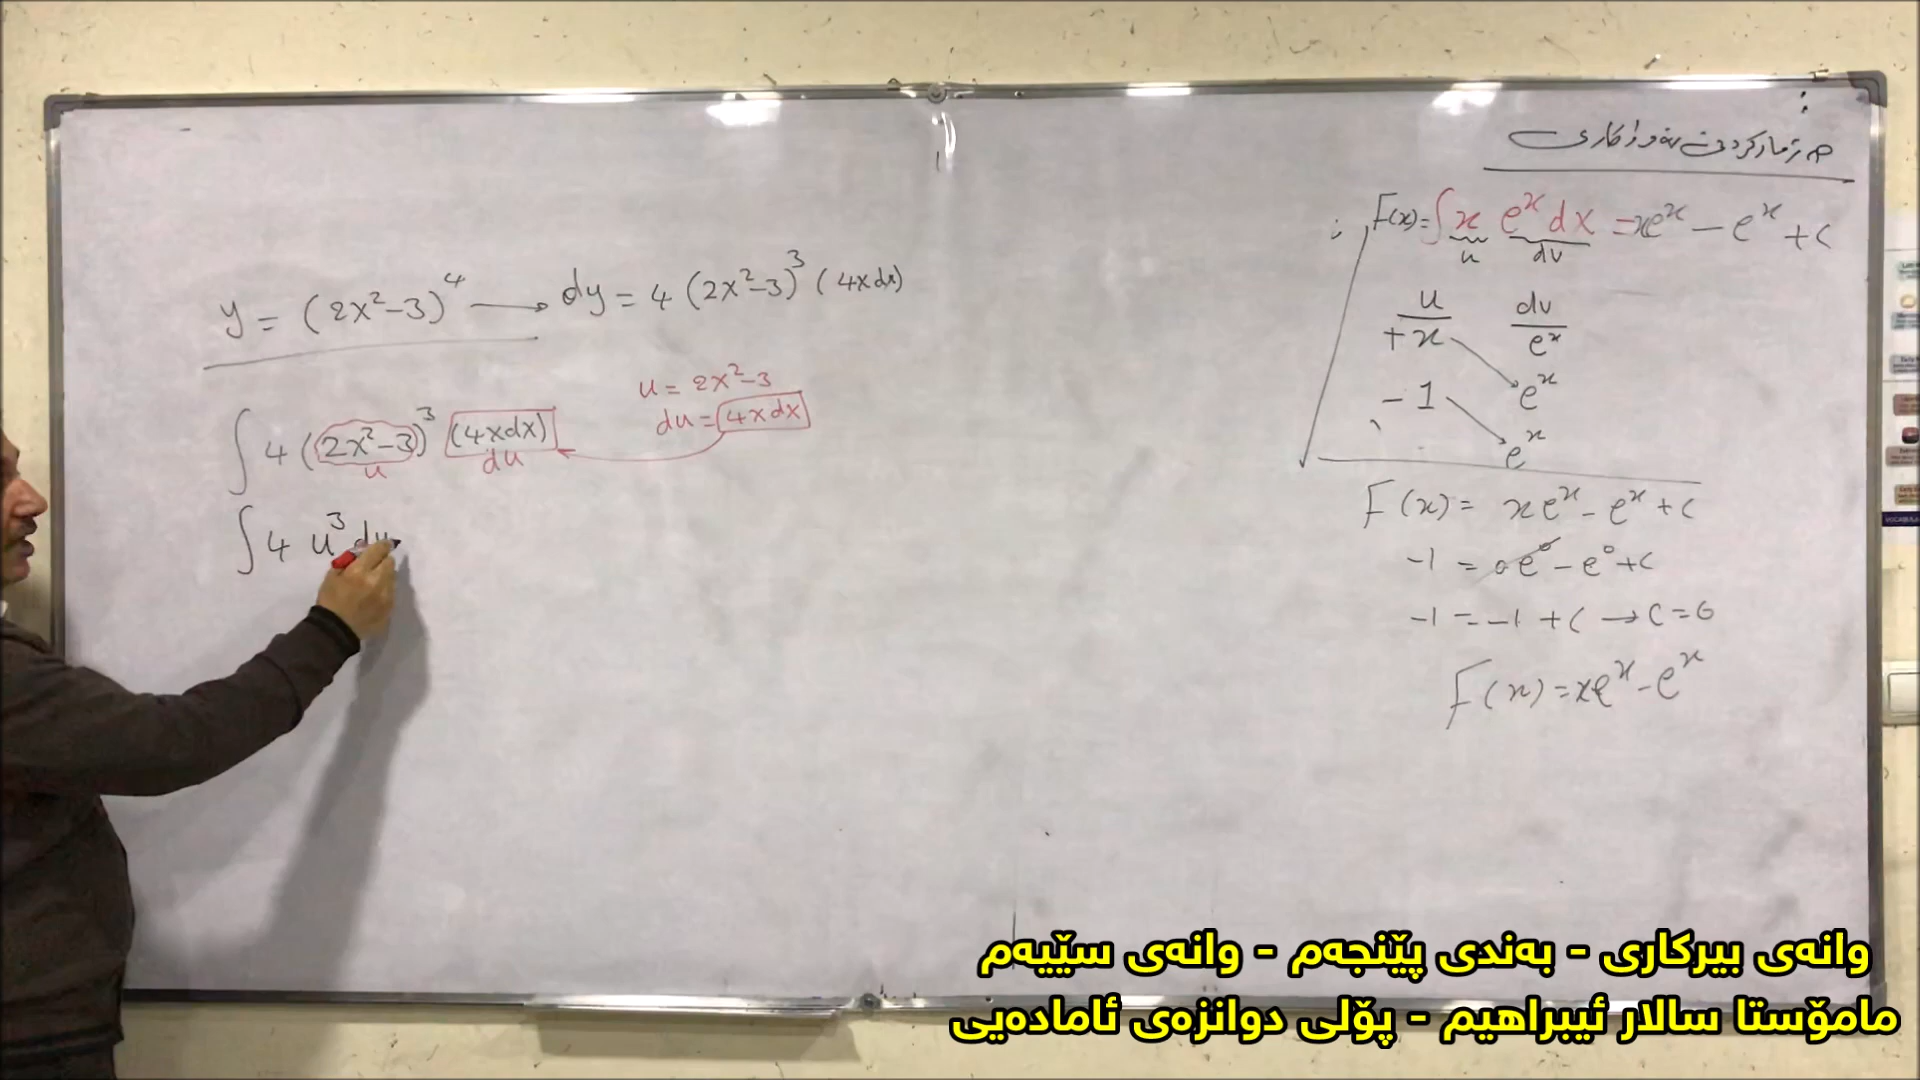 y = (2x²-3)⁴ → dy = 4 (2x²-3)³ (4x dx)
u = 2x²-3
du = 4x dx
∫ 4 (2x²-3)³ (4x dx)
u du
∫ 4 u³ du
F(x) = ∫ x eˣ dx = xeˣ - eˣ + c
u dv
u dv
+ x eˣ
- 1 eˣ
eˣ
F(x) = xeˣ - eˣ + c
-1 = 0e⁰ - e⁰ + c
-1 = -1 + c → c = 0
F(x) = xeˣ - eˣ
وانەی بیرکاری - بەندی پێنجەم - وانەی سێیەم
مامۆستا سالار ئیبراهیم - پۆلی دوانزەی ئامادەیی